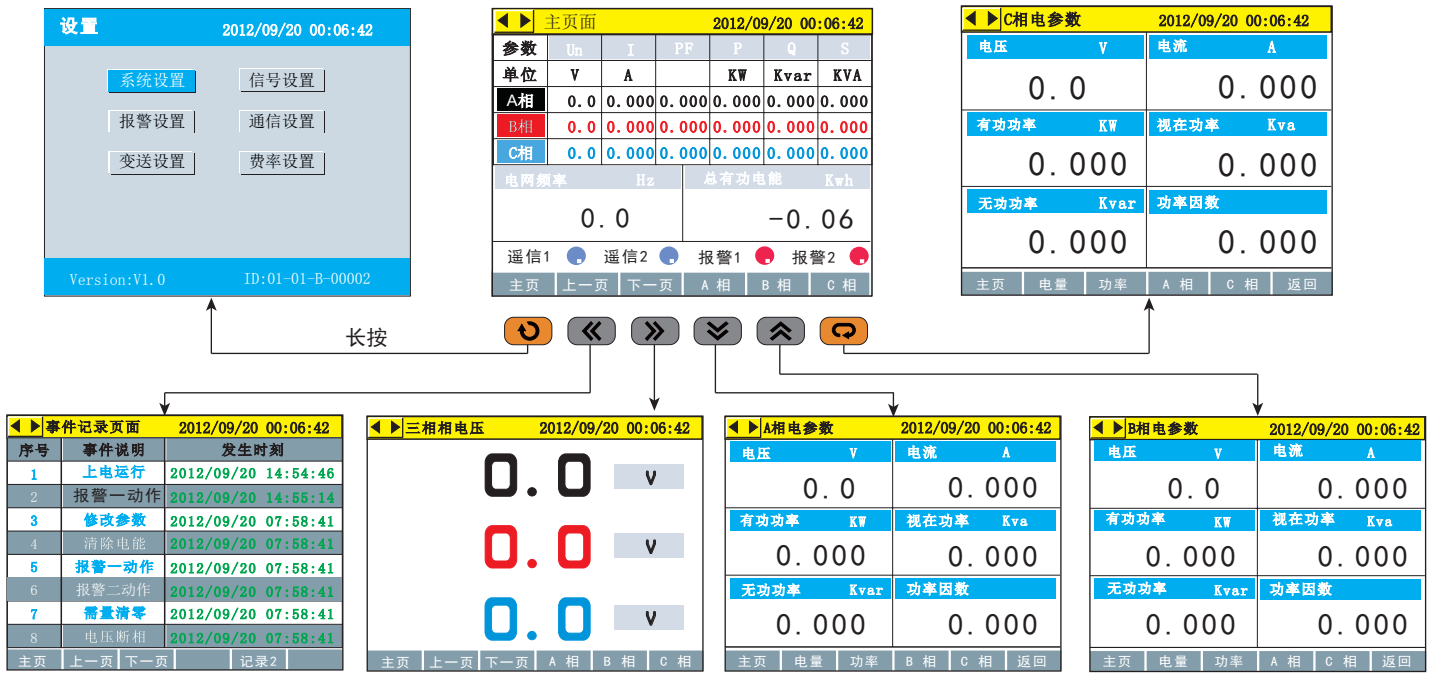 设置 2012/09/20 00:06:42
系统设置 信号设置
报警设置 通信设置
变送设置 费率设置
Version:V1.0 ID:01-01-B-00002
主页面 2012/09/20 00:06:42
参数 Un I PF P Q S
单位 V A KW Kvar KVA
A相 0.0 0.000 0.000 0.000 0.000 0.000
B相 0.0 0.000 0.000 0.000 0.000 0.000
C相 0.0 0.000 0.000 0.000 0.000 0.000
电网频率 Hz 总有功电能 Kwh
0.0 -0.06
遥信1 遥信2 报警1 报警2
主页 上一页 下一页 A 相 B 相 C 相
C相电参数 2012/09/20 00:06:42
电压 V 电流 A
0.0 0.000
有功功率 KW 视在功率 Kva
0.000 0.000
无功功率 Kvar 功率因数
0.000 0.000
主页 电量 功率 A 相 C 相 返回
长按
事件记录页面 2012/09/20 00:06:42
序号 事件说明 发生时刻
1 上电运行 2012/09/20 14:54:46
2 报警一动作 2012/09/20 14:55:14
3 修改参数 2012/09/20 07:58:41
4 清除电能 2012/09/20 07:58:41
5 报警一动作 2012/09/20 07:58:41
6 报警二动作 2012/09/20 07:58:41
7 需量清零 2012/09/20 07:58:41
8 电压断相 2012/09/20 07:58:41
主页 上一页 下一页 记录2
三相相电压 2012/09/20 00:06:42
0.0 V
0.0 V
0.0 V
主页 上一页 下一页 A 相 B 相 C 相
A相电参数 2012/09/20 00:06:42
电压 V 电流 A
0.0 0.000
有功功率 KW 视在功率 Kva
0.000 0.000
无功功率 Kvar 功率因数
0.000 0.000
主页 电量 功率 B 相 C 相 返回
B相电参数 2012/09/20 00:06:42
电压 V 电流 A
0.0 0.000
有功功率 KW 视在功率 Kva
0.000 0.000
无功功率 Kvar 功率因数
0.000 0.000
主页 电量 功率 A 相 C 相 返回